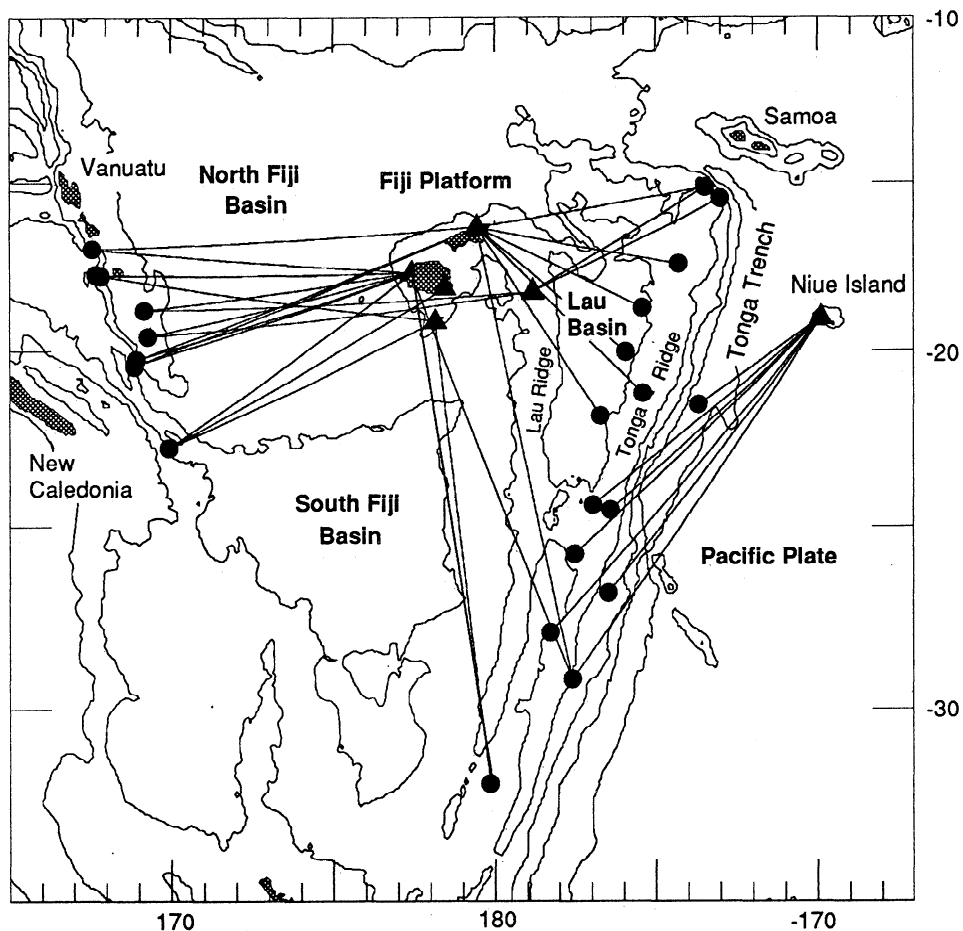 -10
Samoa
Vanuatu
North Fiji
Basin
Fiji Platform
Niue Island
Tonga Trench
Lau
Basin
-20
Lau Ridge
Tonga Ridge
New
Caledonia
South Fiji
Basin
Pacific Plate
-30
170
180
-170